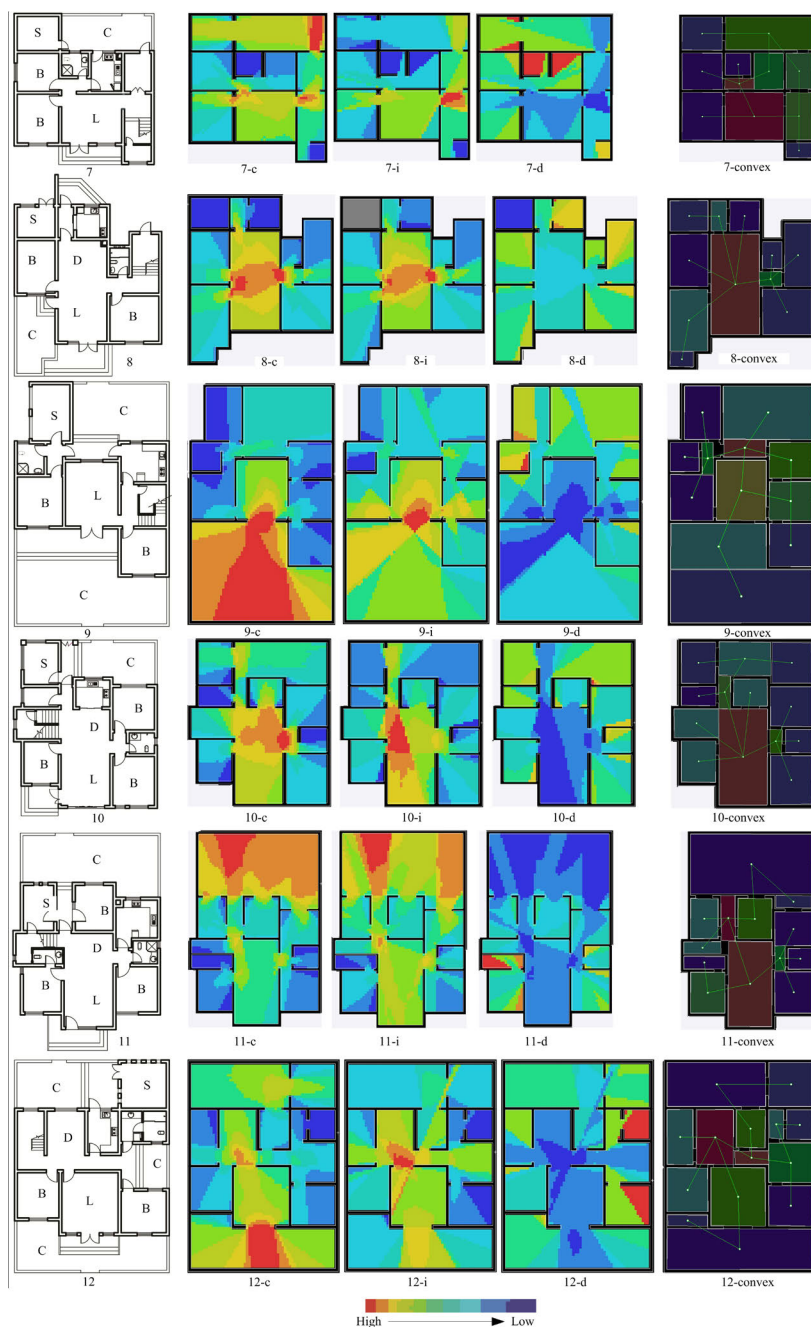 S C
B
B L
7 7-c 7-i 7-d 7-convex
S D
B
L B
C
8 8-c 8-i 8-d 8-convex
S C
B L
B
C
9 9-c 9-i 9-d 9-convex
S C
D B
B L B
10 10-c 10-i 10-d 10-convex
C
S B
D
B L B
11 11-c 11-i 11-d 11-convex
C S
D
C
B L B
C
12 12-c 12-i 12-d 12-convex
High Low